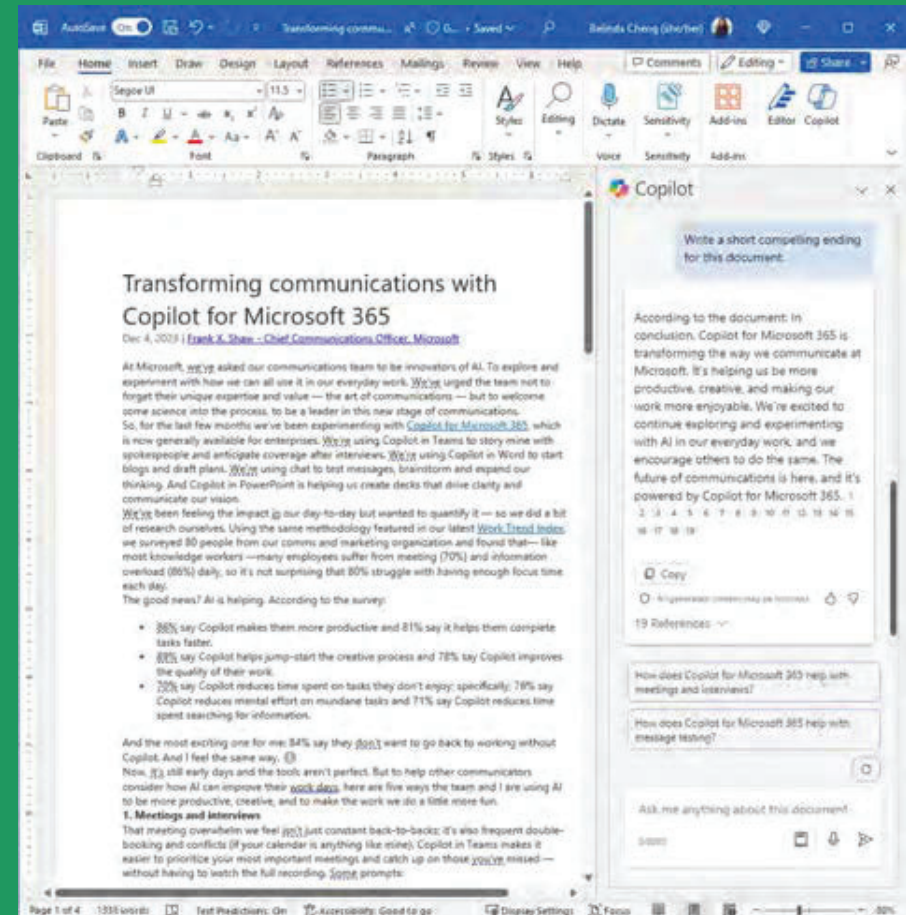 AutoSave On Transforming commu... Saved Belinda Cheng (she/her)
File Home Insert Draw Design Layout References Mailings Review View Help Comments Editing Share
Paste Segoe UI 11.5 Styles Editing Dictate Sensitivity Add-ins Editor Copilot
Clipboard Font Paragraph Styles Voice Sensitivity Add-ins
Transforming communications with
Copilot for Microsoft 365
Dec 4, 2023 | Frank X. Shaw - Chief Communications Officer, Microsoft
At Microsoft, we've asked our communications team to be innovators of AI. To explore and
experiment with how we can all use it in our everyday work. We've urged the team not to
forget their unique expertise and value — the art of communications — but to welcome
some science into the process, to be a leader in this new stage of communications.
So, for the last few months we've been experimenting with Copilot for Microsoft 365, which
is now generally available for enterprises. We're using Copilot in Teams to story mine with
spokespeople and anticipate coverage after interviews. We're using Copilot in Word to start
blogs and draft plans. We're using chat to test messages, brainstorm and expand our
thinking. And Copilot in PowerPoint is helping us create decks that drive clarity and
communicate our vision.
We've been feeling the impact in our day-to-day but wanted to quantify it — so we did a bit
of research ourselves. Using the same methodology featured in our latest Work Trend Index,
we surveyed 80 people from our comms and marketing organization and found that— like
most knowledge workers —many employees suffer from meeting (70%) and information
overload (86%) daily, so it's not surprising that 80% struggle with having enough focus time
each day.
The good news? AI is helping. According to the survey:
• 86% say Copilot makes them more productive and 81% say it helps them complete
tasks faster.
• 89% say Copilot helps jump-start the creative process and 78% say Copilot improves
the quality of their work.
• 70% say Copilot reduces time spent on tasks they don't enjoy; specifically, 76% say
Copilot reduces mental effort on mundane tasks and 71% say Copilot reduces time
spent searching for information.
And the most exciting one for me: 84% say they don't want to go back to working without
Copilot. And I feel the same way.
Now, it's still early days and the tools aren't perfect. But to help other communicators
consider how AI can improve their work days, here are five ways the team and I are using AI
to be more productive, creative, and to make the work we do a little more fun.
1. Meetings and interviews
That meeting overwhelm we feel isn't just constant back-to-backs; it's also frequent double-
booking and conflicts (if your calendar is anything like mine). Copilot in Teams makes it
easier to prioritize your most important meetings and catch up on those you've missed —
without having to watch the full recording. Some prompts:
Copilot
Write a short compelling ending
for this document.
According to the document: In
conclusion, Copilot for Microsoft 365 is
transforming the way we communicate at
Microsoft. It's helping us be more
productive, creative, and making our
work more enjoyable. We're excited to
continue exploring and experimenting
with AI in our everyday work, and we
encourage others to do the same. The
future of communications is here, and it's
powered by Copilot for Microsoft 365. 1
2 3 4 5 6 7 8 9 10 11 12 13 14 15
16 17 18 19
Copy
AI-generated content may be incorrect
19 References
How does Copilot for Microsoft 365 help with
meetings and interviews?
How does Copilot for Microsoft 365 help with
message testing?
Ask me anything about this document
Page 1 of 4 1335 words Text Predictions: On Accessibility: Good to go Display Settings Focus 80%